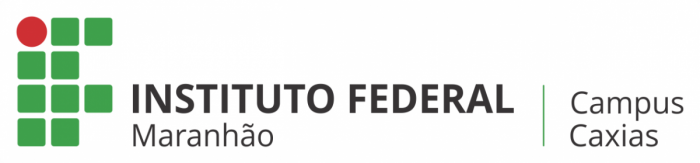 INSTITUTO FEDERAL
Maranhão
Campus
Caxias